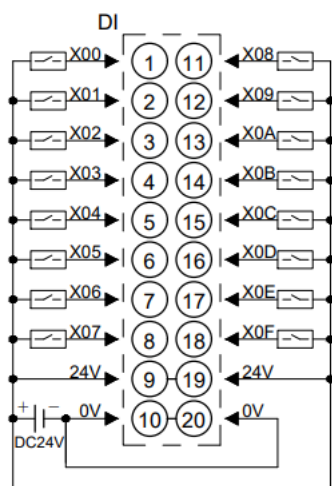 DI
X00 1 11 X08
X01 2 12 X09
X02 3 13 X0A
X03 4 14 X0B
X04 5 15 X0C
X05 6 16 X0D
X06 7 17 X0E
X07 8 18 X0F
24V 9 19 24V
+ − 0V 10 20 0V
DC24V